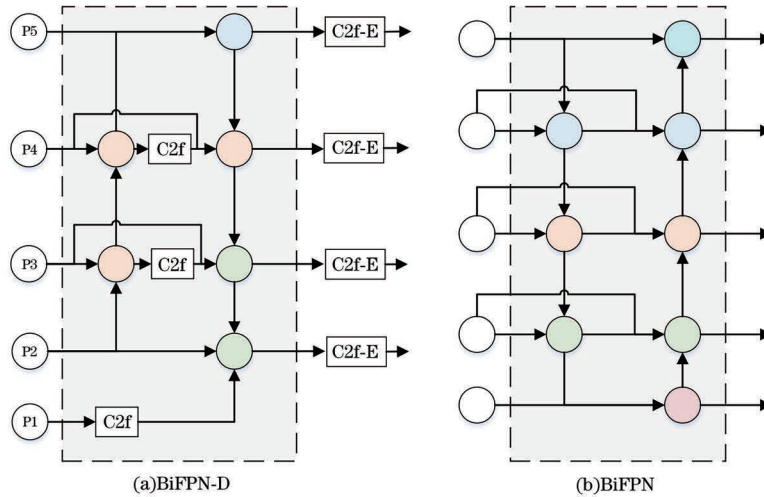 P5
C2f-E
P4
C2f
C2f-E
P3
C2f
C2f-E
P2
C2f-E
P1
C2f
(a)BiFPN-D
(b)BiFPN